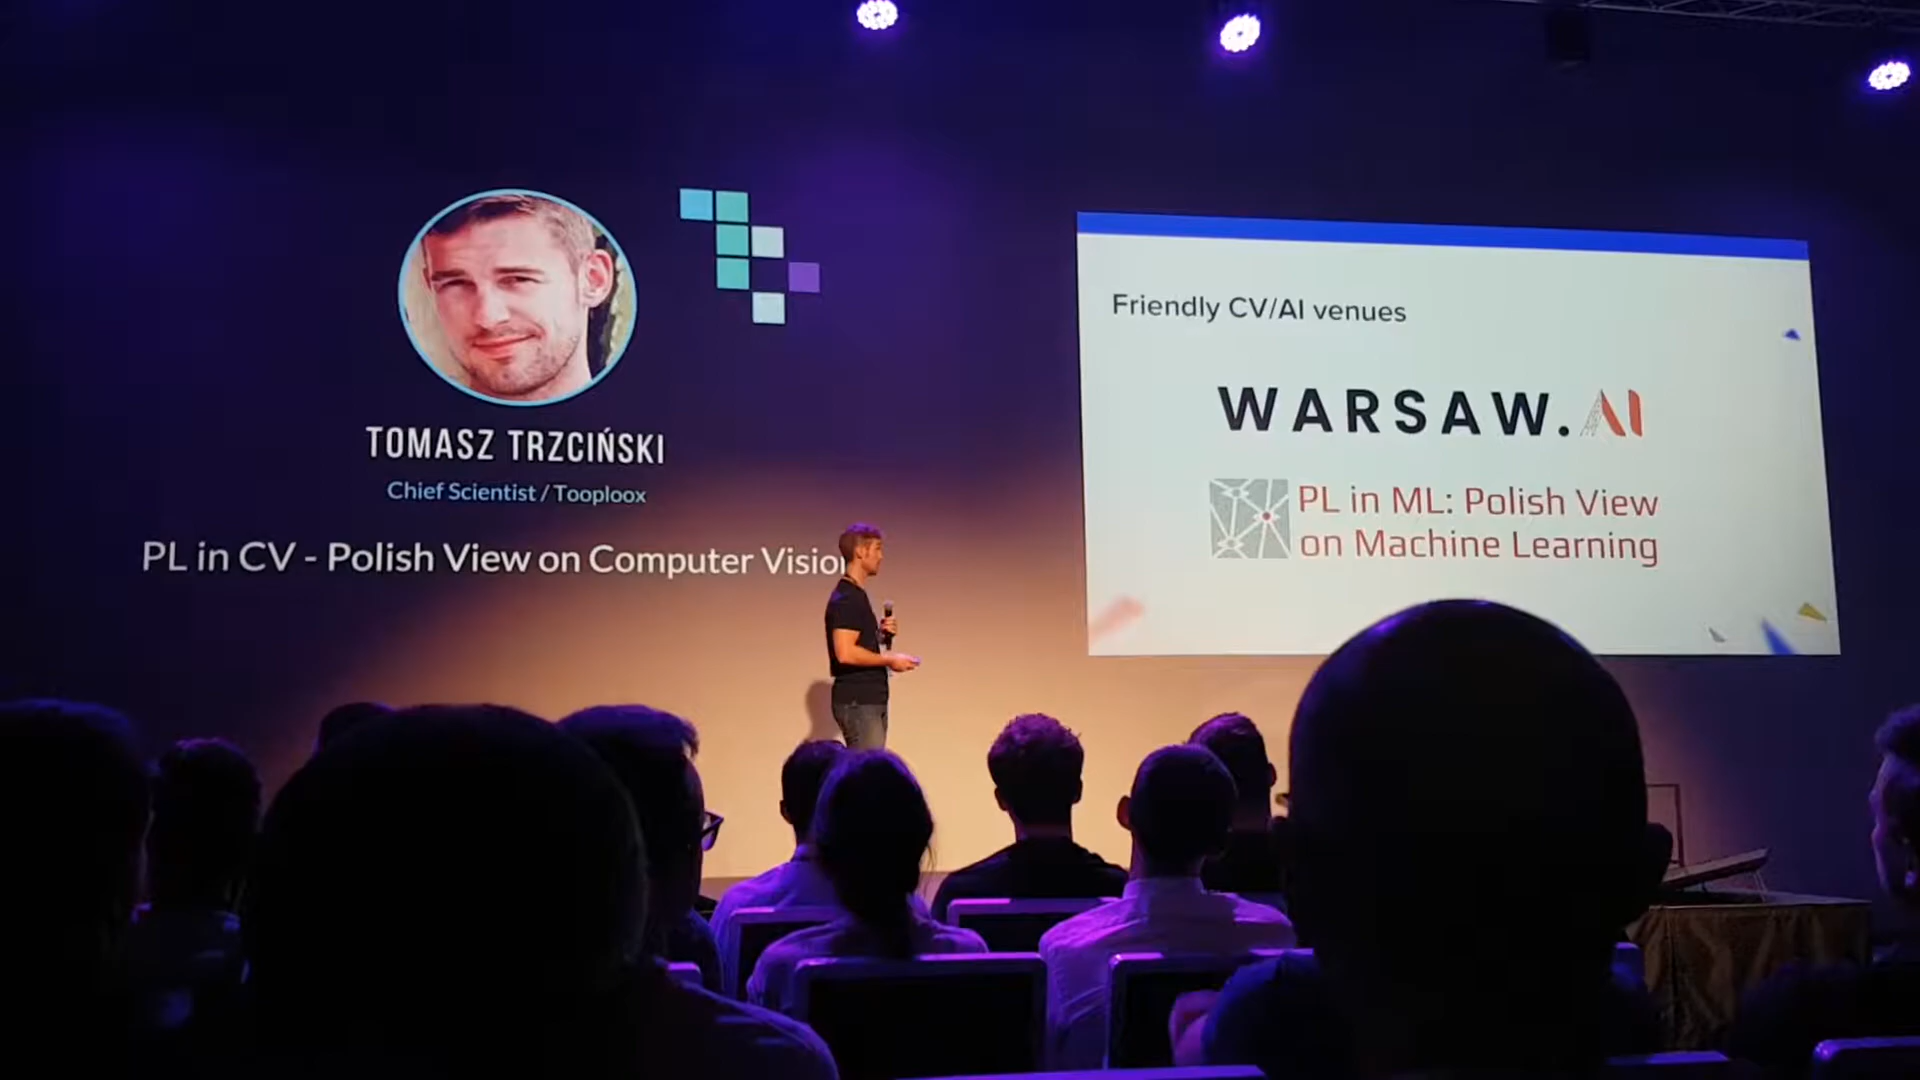 TOMASZ TRZCIŃSKI
Chief Scientist / Tooploox
PL in CV - Polish View on Computer Vision
Friendly CV/AI venues
WARSAW.AI
PL in ML: Polish View
on Machine Learning